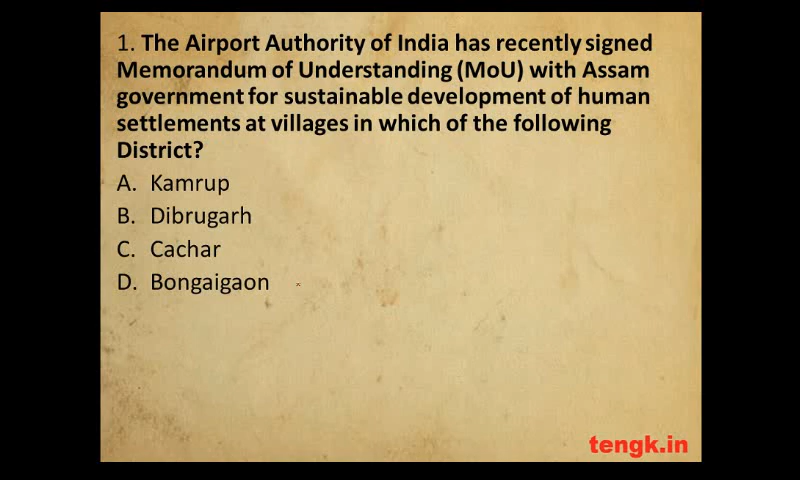 1. The Airport Authority of India has recently signed
Memorandum of Understanding (MoU) with Assam
government for sustainable development of human
settlements at villages in which of the following
District?
A. Kamrup
B. Dibrugarh
C. Cachar
D. Bongaigaon
tengk.in